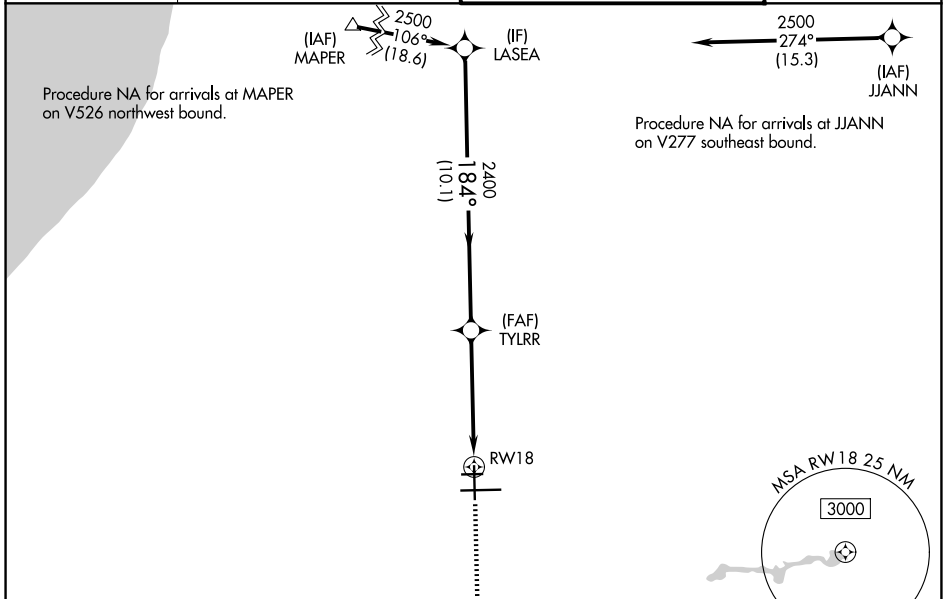 (IAF)
MAPER
2500
106°
(18.6)
(IF)
LASEA
2500
274°
(15.3)
(IAF)
JJANN
Procedure NA for arrivals at MAPER
on V526 northwest bound.
Procedure NA for arrivals at JJANN
on V277 southeast bound.
2400
184°
(10.1)
(FAF)
TYLRR
RW18
MSA RW18 25 NM
3000